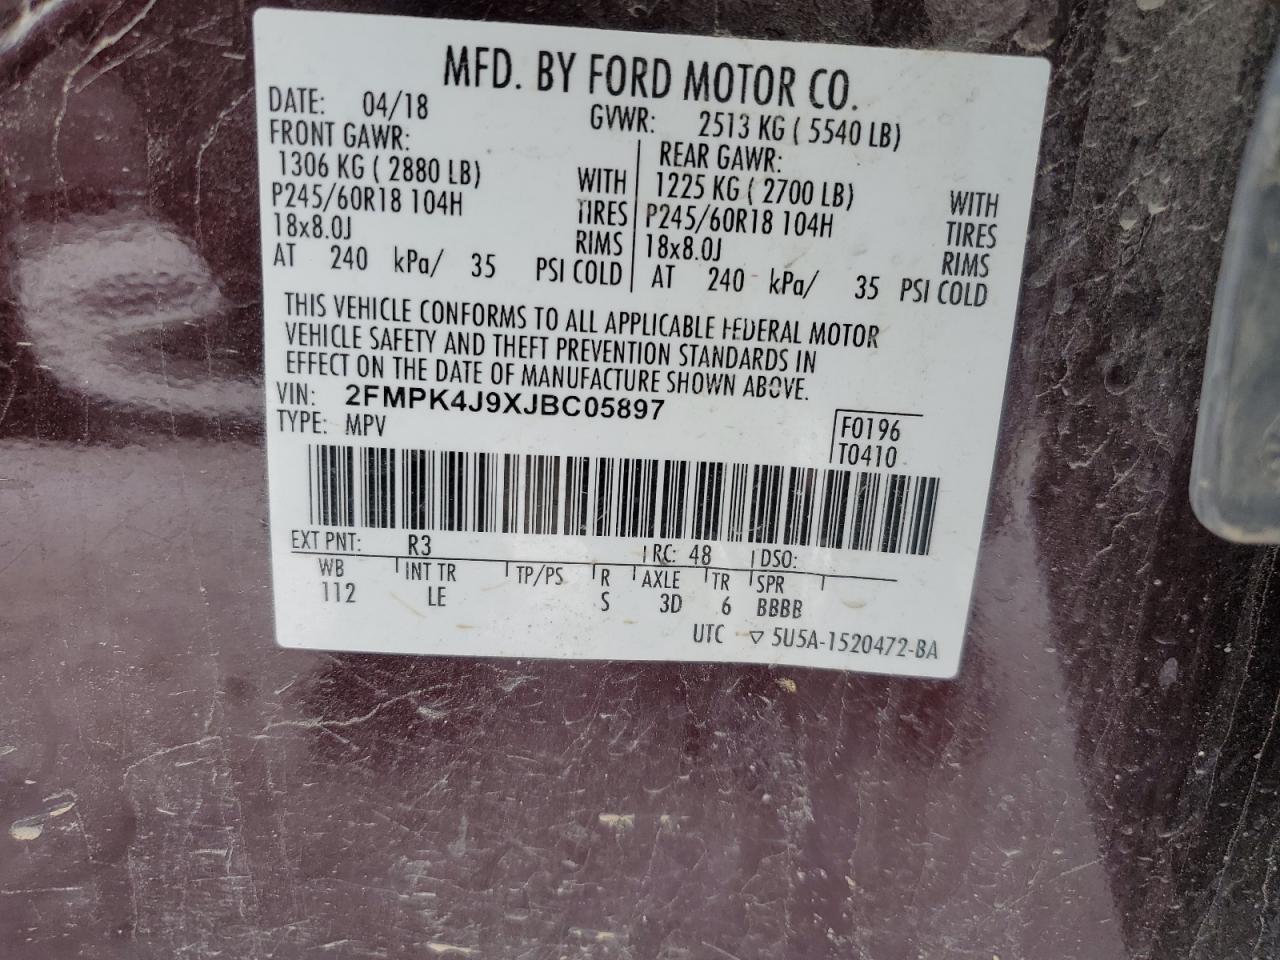 MFD. BY FORD MOTOR CO.
DATE: 04/18 GVWR: 2513 KG ( 5540 LB)
FRONT GAWR: REAR GAWR:
1306 KG ( 2880 LB) WITH 1225 KG ( 2700 LB) WITH
P245/60R18 104H TIRES P245/60R18 104H TIRES
18x8.0J RIMS 18x8.0J RIMS
AT 240 kPa/ 35 PSI COLD AT 240 kPa/ 35 PSI COLD
THIS VEHICLE CONFORMS TO ALL APPLICABLE FEDERAL MOTOR
VEHICLE SAFETY AND THEFT PREVENTION STANDARDS IN
EFFECT ON THE DATE OF MANUFACTURE SHOWN ABOVE.
VIN: 2FMPK4J9XJBC05897
TYPE: MPV
F0196
T0410
EXT PNT: R3 RC: 48 DSO:
WB INT TR TP/PS R AXLE TR SPR
112 LE S 3D 6 BBBB
UTC ▽ 5U5A-1520472-BA